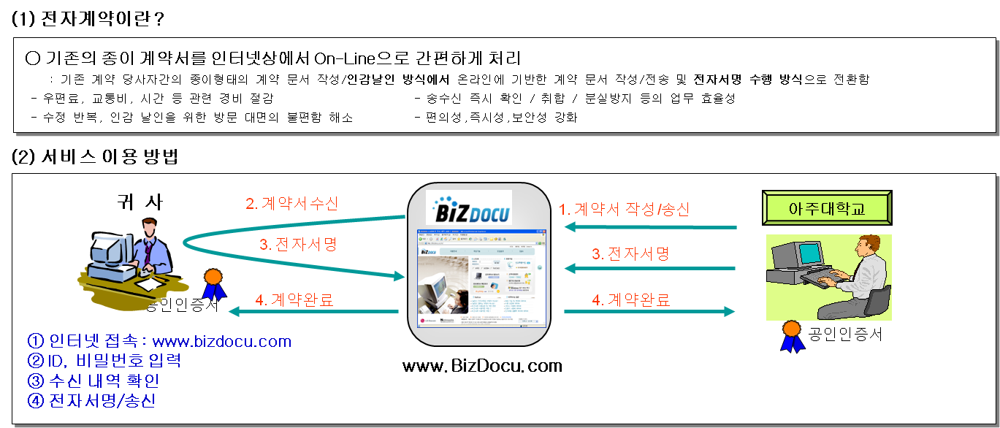 (1) 전자계약이란?
○ 기존의 종이 계약서를 인터넷상에서 On-Line으로 간편하게 처리
: 기존 계약 당사자간의 종이형태의 계약 문서 작성/인감날인 방식에서 온라인에 기반한 계약 문서 작성/전송 및 전자서명 수행 방식으로 전환함
- 우편료, 교통비, 시간 등 관련 경비 절감
- 송수신 즉시 확인 / 취합 / 분실방지 등의 업무 효율성
- 수정 반복, 인감 날인을 위한 방문 대면의 불편함 해소
- 편의성,즉시성,보안성 강화
(2) 서비스 이용 방법
귀 사
2. 계약서수신
3. 전자서명
4. 계약완료
공인인증서
BIZDOCU
BIZDOCU
www.BizDocu.com
1. 계약서 작성/송신
3. 전자서명
4. 계약완료
아주대학교
공인인증서
① 인터넷 접속 : www.bizdocu.com
② ID, 비밀번호 입력
③ 수신 내역 확인
④ 전자서명/송신